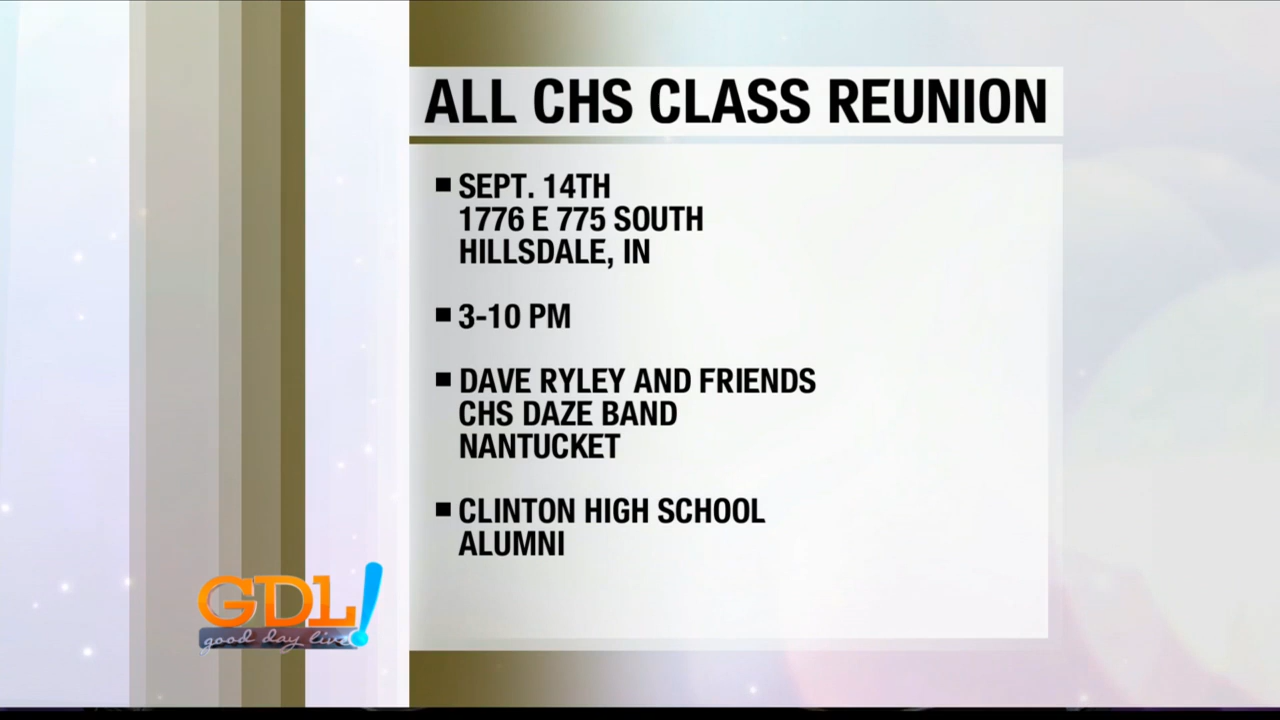 ALL CHS CLASS REUNION
■ SEPT. 14TH
1776 E 775 SOUTH
HILLSDALE, IN
■ 3-10 PM
■ DAVE RYLEY AND FRIENDS
CHS DAZE BAND
NANTUCKET
■ CLINTON HIGH SCHOOL
ALUMNI
GDL!
good day live